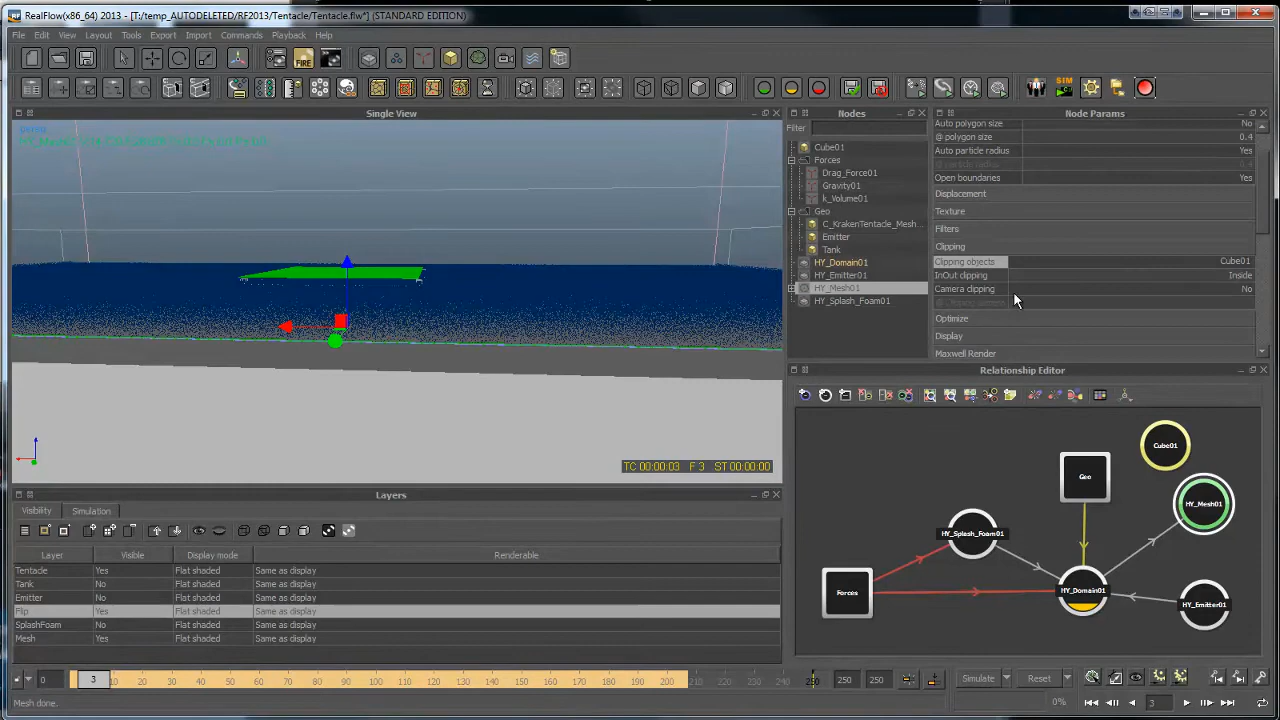 RealFlow(x86_64) 2013 - [T:/temp_AUTODELETED/RF2013/Tentacle/Tentacle.flw*] (STANDARD EDITION)
File Edit View Layout Tools Export Import Commands Playback Help
FIRE
SIM
Single View
persp
TC 00:00:03 F 3 ST 00:00:00
Nodes
Filter
Cube01
Forces
Drag_Force01
Gravity01
k_Volume01
Geo
C_KrakenTentacle_Mesh...
Emitter
Tank
HY_Domain01
HY_Emitter01
HY_Mesh01
HY_Splash_Foam01
Node Params
Auto polygon size No
@ polygon size 0.4
Auto particle radius Yes
@ particle radius 0.4
Open boundaries Yes
Displacement
Texture
Filters
Clipping
Clipping objects Cube01
InOut clipping Inside
Camera clipping No
Optimize
Display
Maxwell Render
Relationship Editor
Cube01
Geo
HY_Mesh01
HY_Splash_Foam01
Forces
HY_Domain01
HY_Emitter01
Layers
Visibility Simulation
Layer Visible Display mode Renderable
Tentacle Yes Flat shaded Same as display
Tank No Flat shaded Same as display
Emitter No Flat shaded Same as display
Flip Yes Flat shaded Same as display
SplashFoam No Flat shaded Same as display
Mesh Yes Flat shaded Same as display
0 3 10 20 30 40 50 60 70 80 90 100 110 120 130 140 150 160 170 180 190 200 210 220 230 240 250 250 250 Simulate Reset
Mesh done. 0% 3